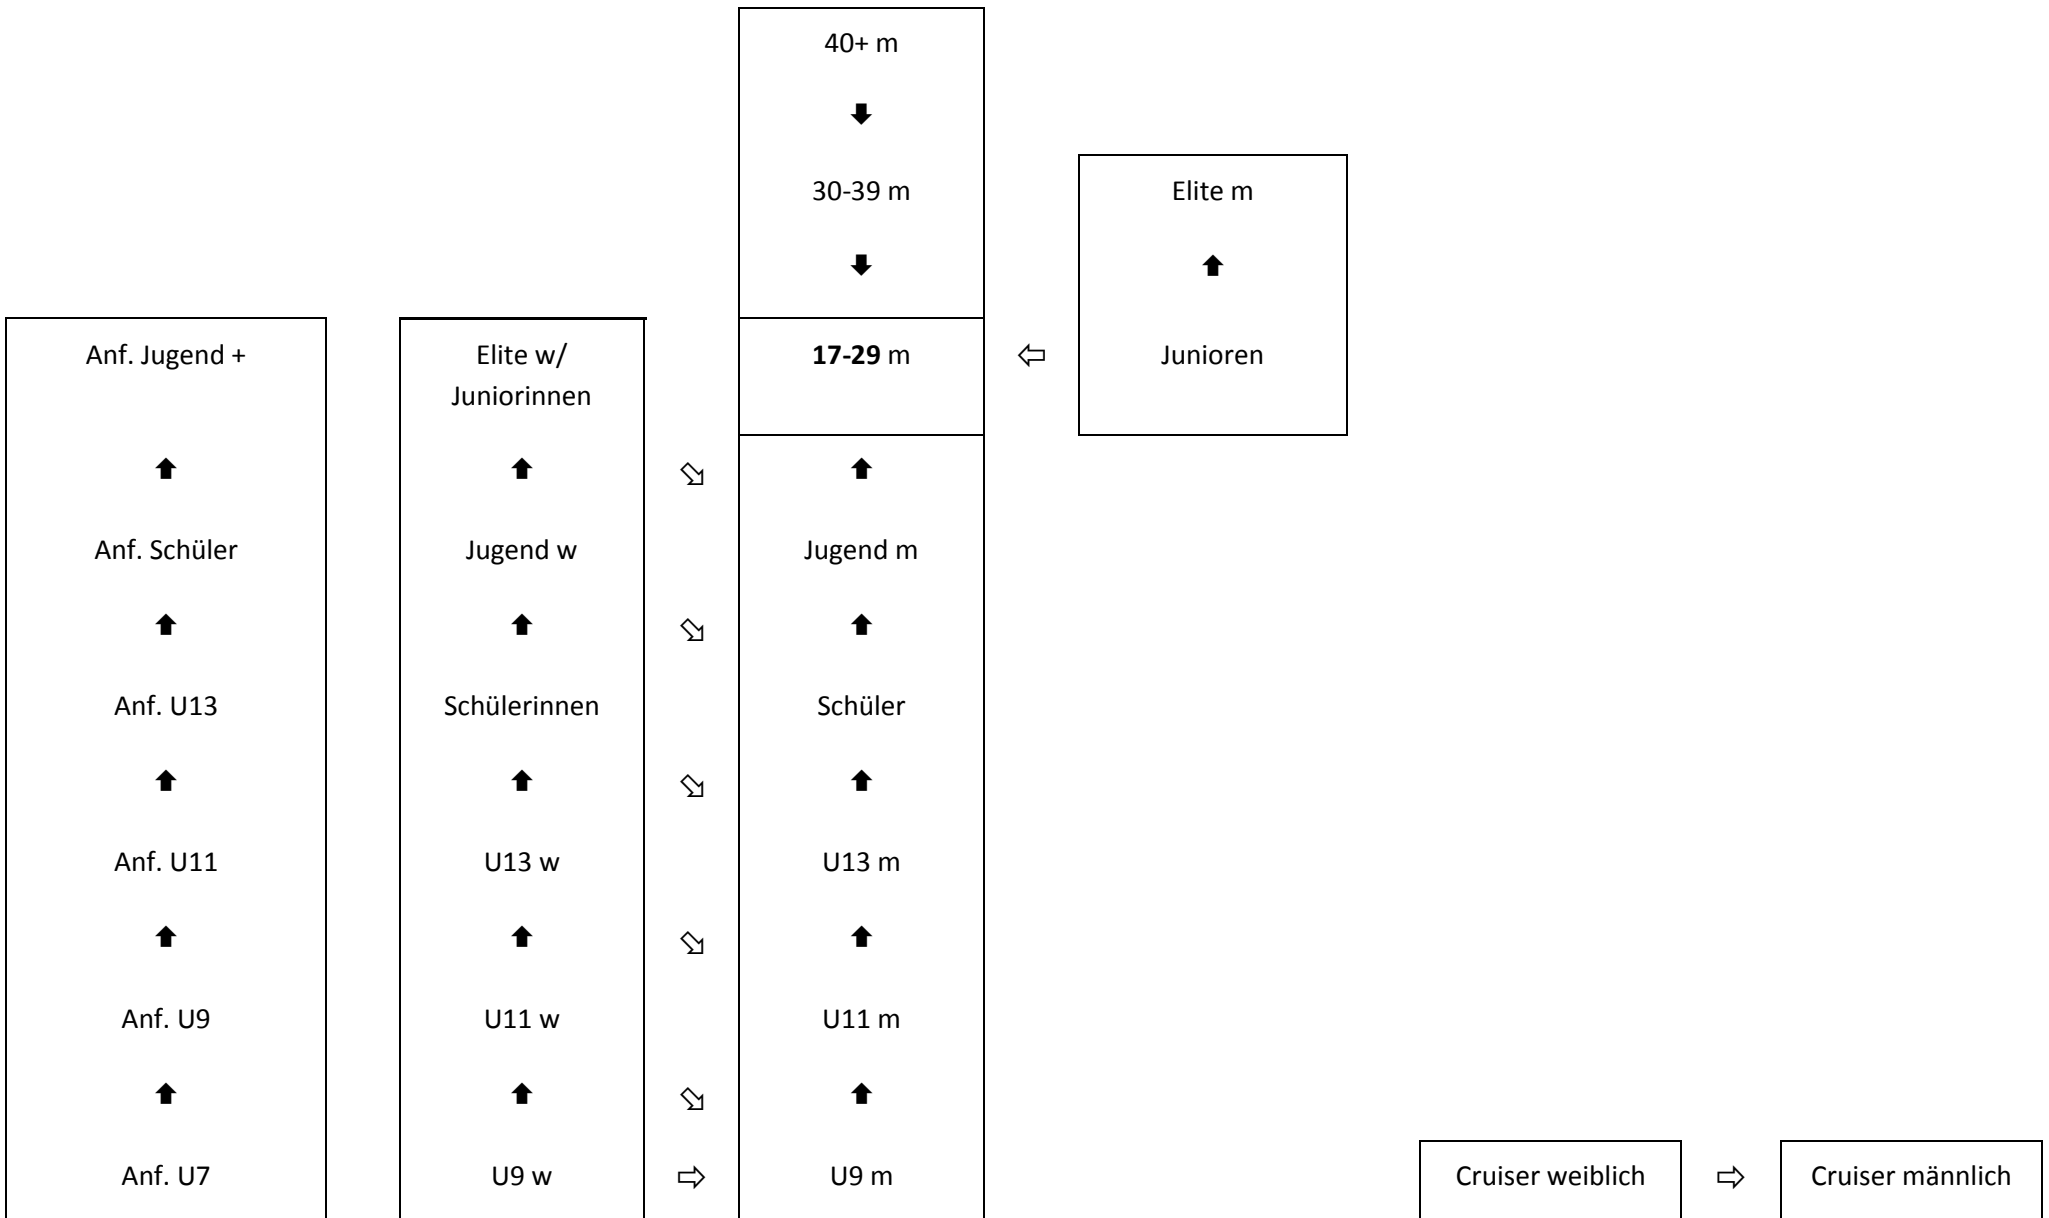 40+ m
30-39 m
Elite m
Anf. Jugend +
Elite w/
Juniorinnen
17-29 m
Junioren
Anf. Schüler
Jugend w
Jugend m
Anf. U13
Schülerinnen
Schüler
Anf. U11
U13 w
U13 m
Anf. U9
U11 w
U11 m
Anf. U7
U9 w
U9 m
Cruiser weiblich
Cruiser männlich